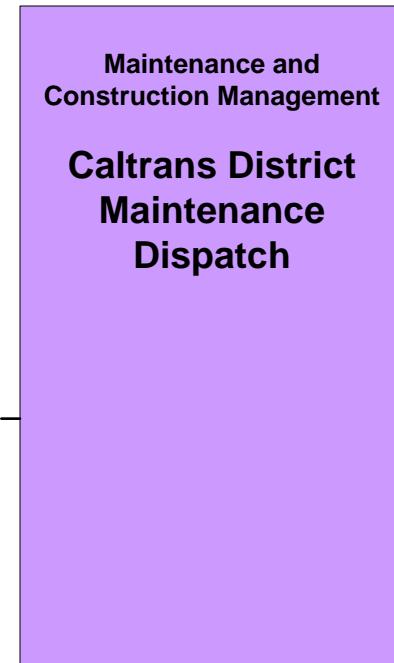 Maintenance and
Construction Management
Caltrans District
Maintenance
Dispatch